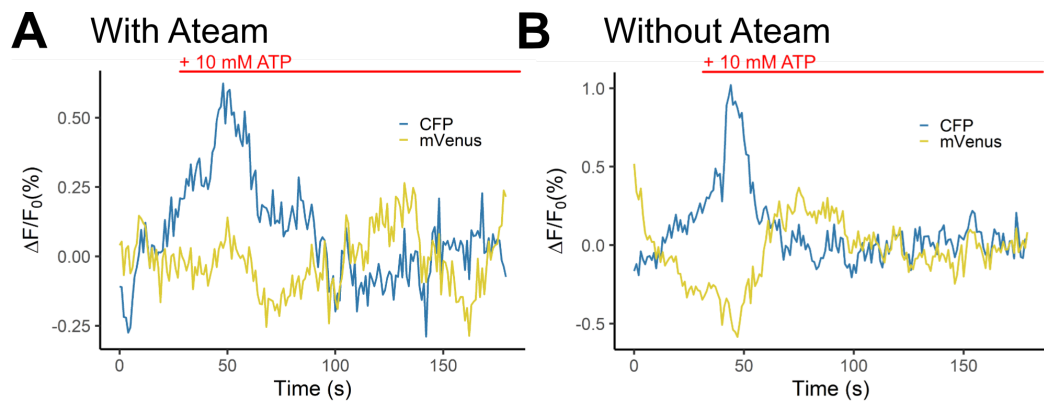 A With Ateam
+ 10 mM ATP
CFP
mVenus
ΔF/F0(%)
0.50
0.25
0.00
-0.25
0 50 100 150
Time (s)
B Without Ateam
+ 10 mM ATP
CFP
mVenus
ΔF/F0(%)
1.0
0.5
0.0
-0.5
0 50 100 150
Time (s)